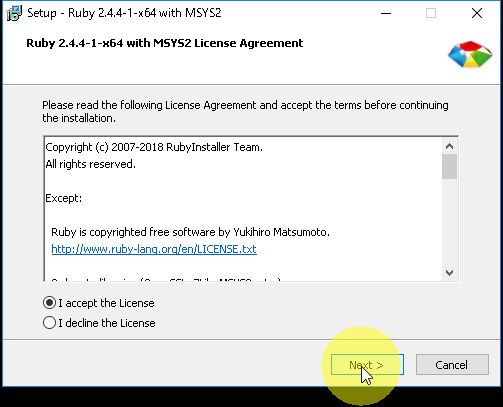 Setup - Ruby 2.4.4-1-x64 with MSYS2
Ruby 2.4.4-1-x64 with MSYS2 License Agreement
Please read the following License Agreement and accept the terms before continuing
the installation.
Copyright (c) 2007-2018 RubyInstaller Team.
All rights reserved.
Except:
Ruby is copyrighted free software by Yukihiro Matsumoto.
http://www.ruby-lang.org/en/LICENSE.txt
I accept the License
I decline the License
Next >
Cancel